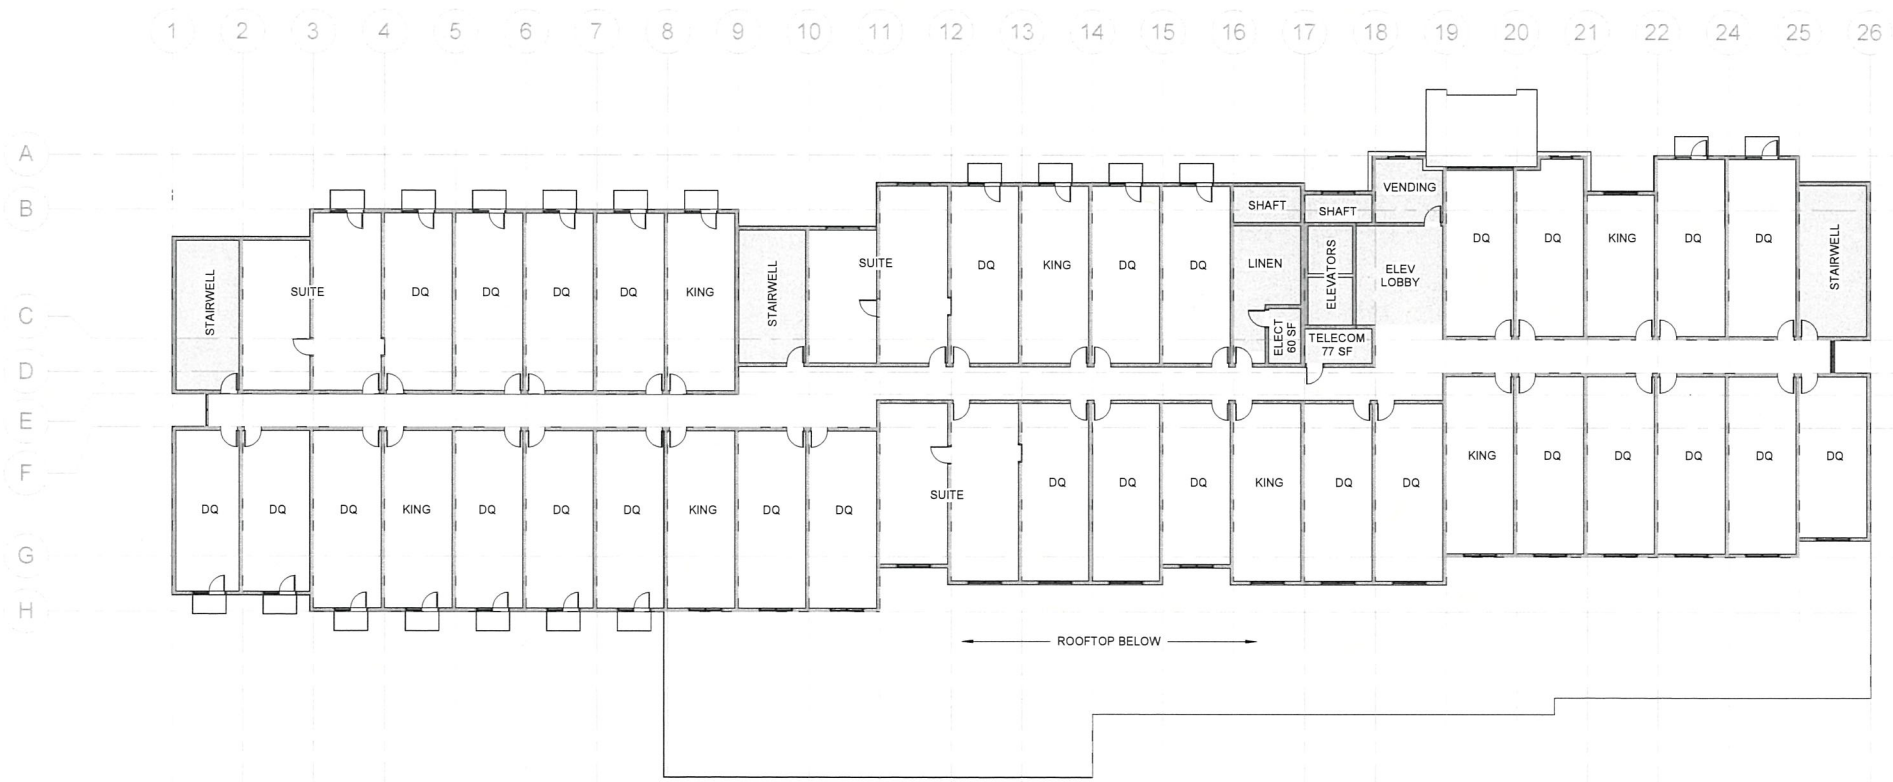 1 2 3 4 5 6 7 8 9 10 11 12 13 14 15 16 17 18 19 20 21 22 24 25 26
A
B
C
D
E
F
G
H
VENDING
SHAFT
SHAFT
STAIRWELL
SUITE
DQ
DQ
DQ
DQ
KING
STAIRWELL
SUITE
DQ
KING
DQ
DQ
LINEN
ELEVATORS
ELEV
LOBBY
DQ
DQ
KING
DQ
DQ
STAIRWELL
ELECT
60 SF
TELECOM
77 SF
DQ
DQ
DQ
KING
DQ
DQ
DQ
KING
DQ
DQ
SUITE
DQ
DQ
DQ
KING
DQ
DQ
KING
DQ
DQ
DQ
DQ
DQ
ROOFTOP BELOW